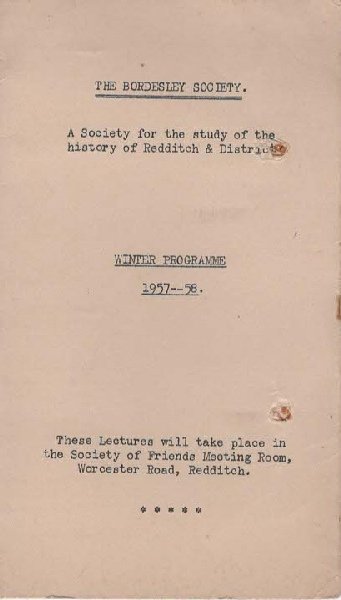 THE BORDESLEY SOCIETY.
A Society for the study of the
history of Redditch & District
WINTER PROGRAMME
1957--58.
These Lectures will take place in
the Society of Friends Meeting Room,
Worcester Road, Redditch.
* * * * *